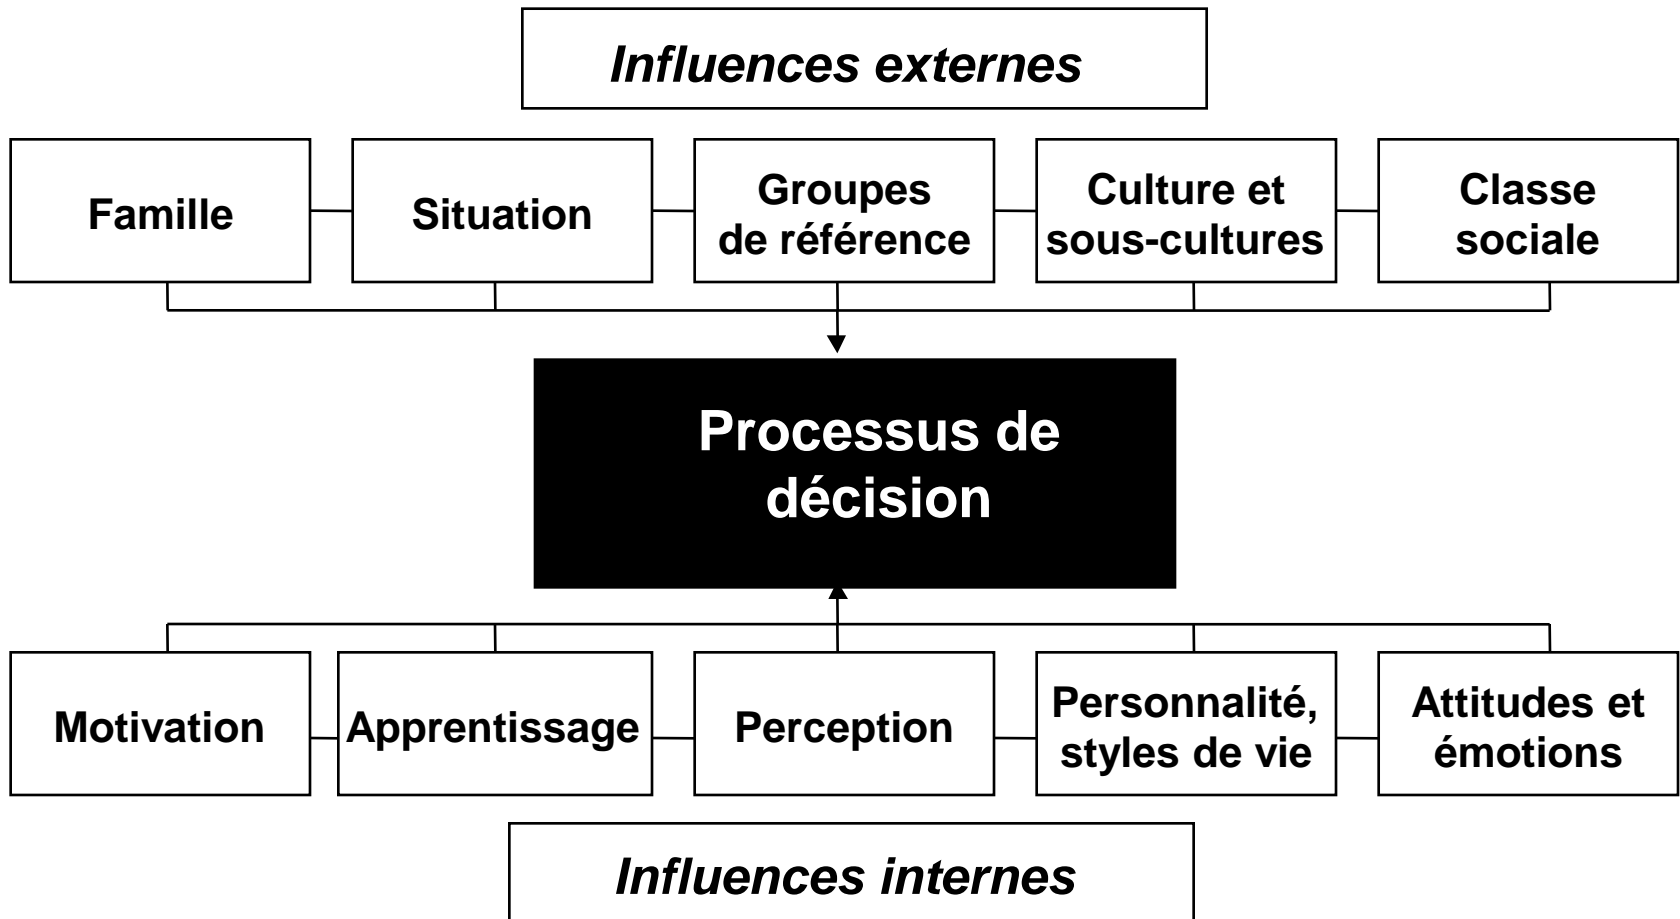 Influences externes
Famille
Situation
Groupes
de référence
Culture et
sous-cultures
Classe
sociale
Processus de
décision
Motivation
Apprentissage
Perception
Personnalité,
styles de vie
Attitudes et
émotions
Influences internes